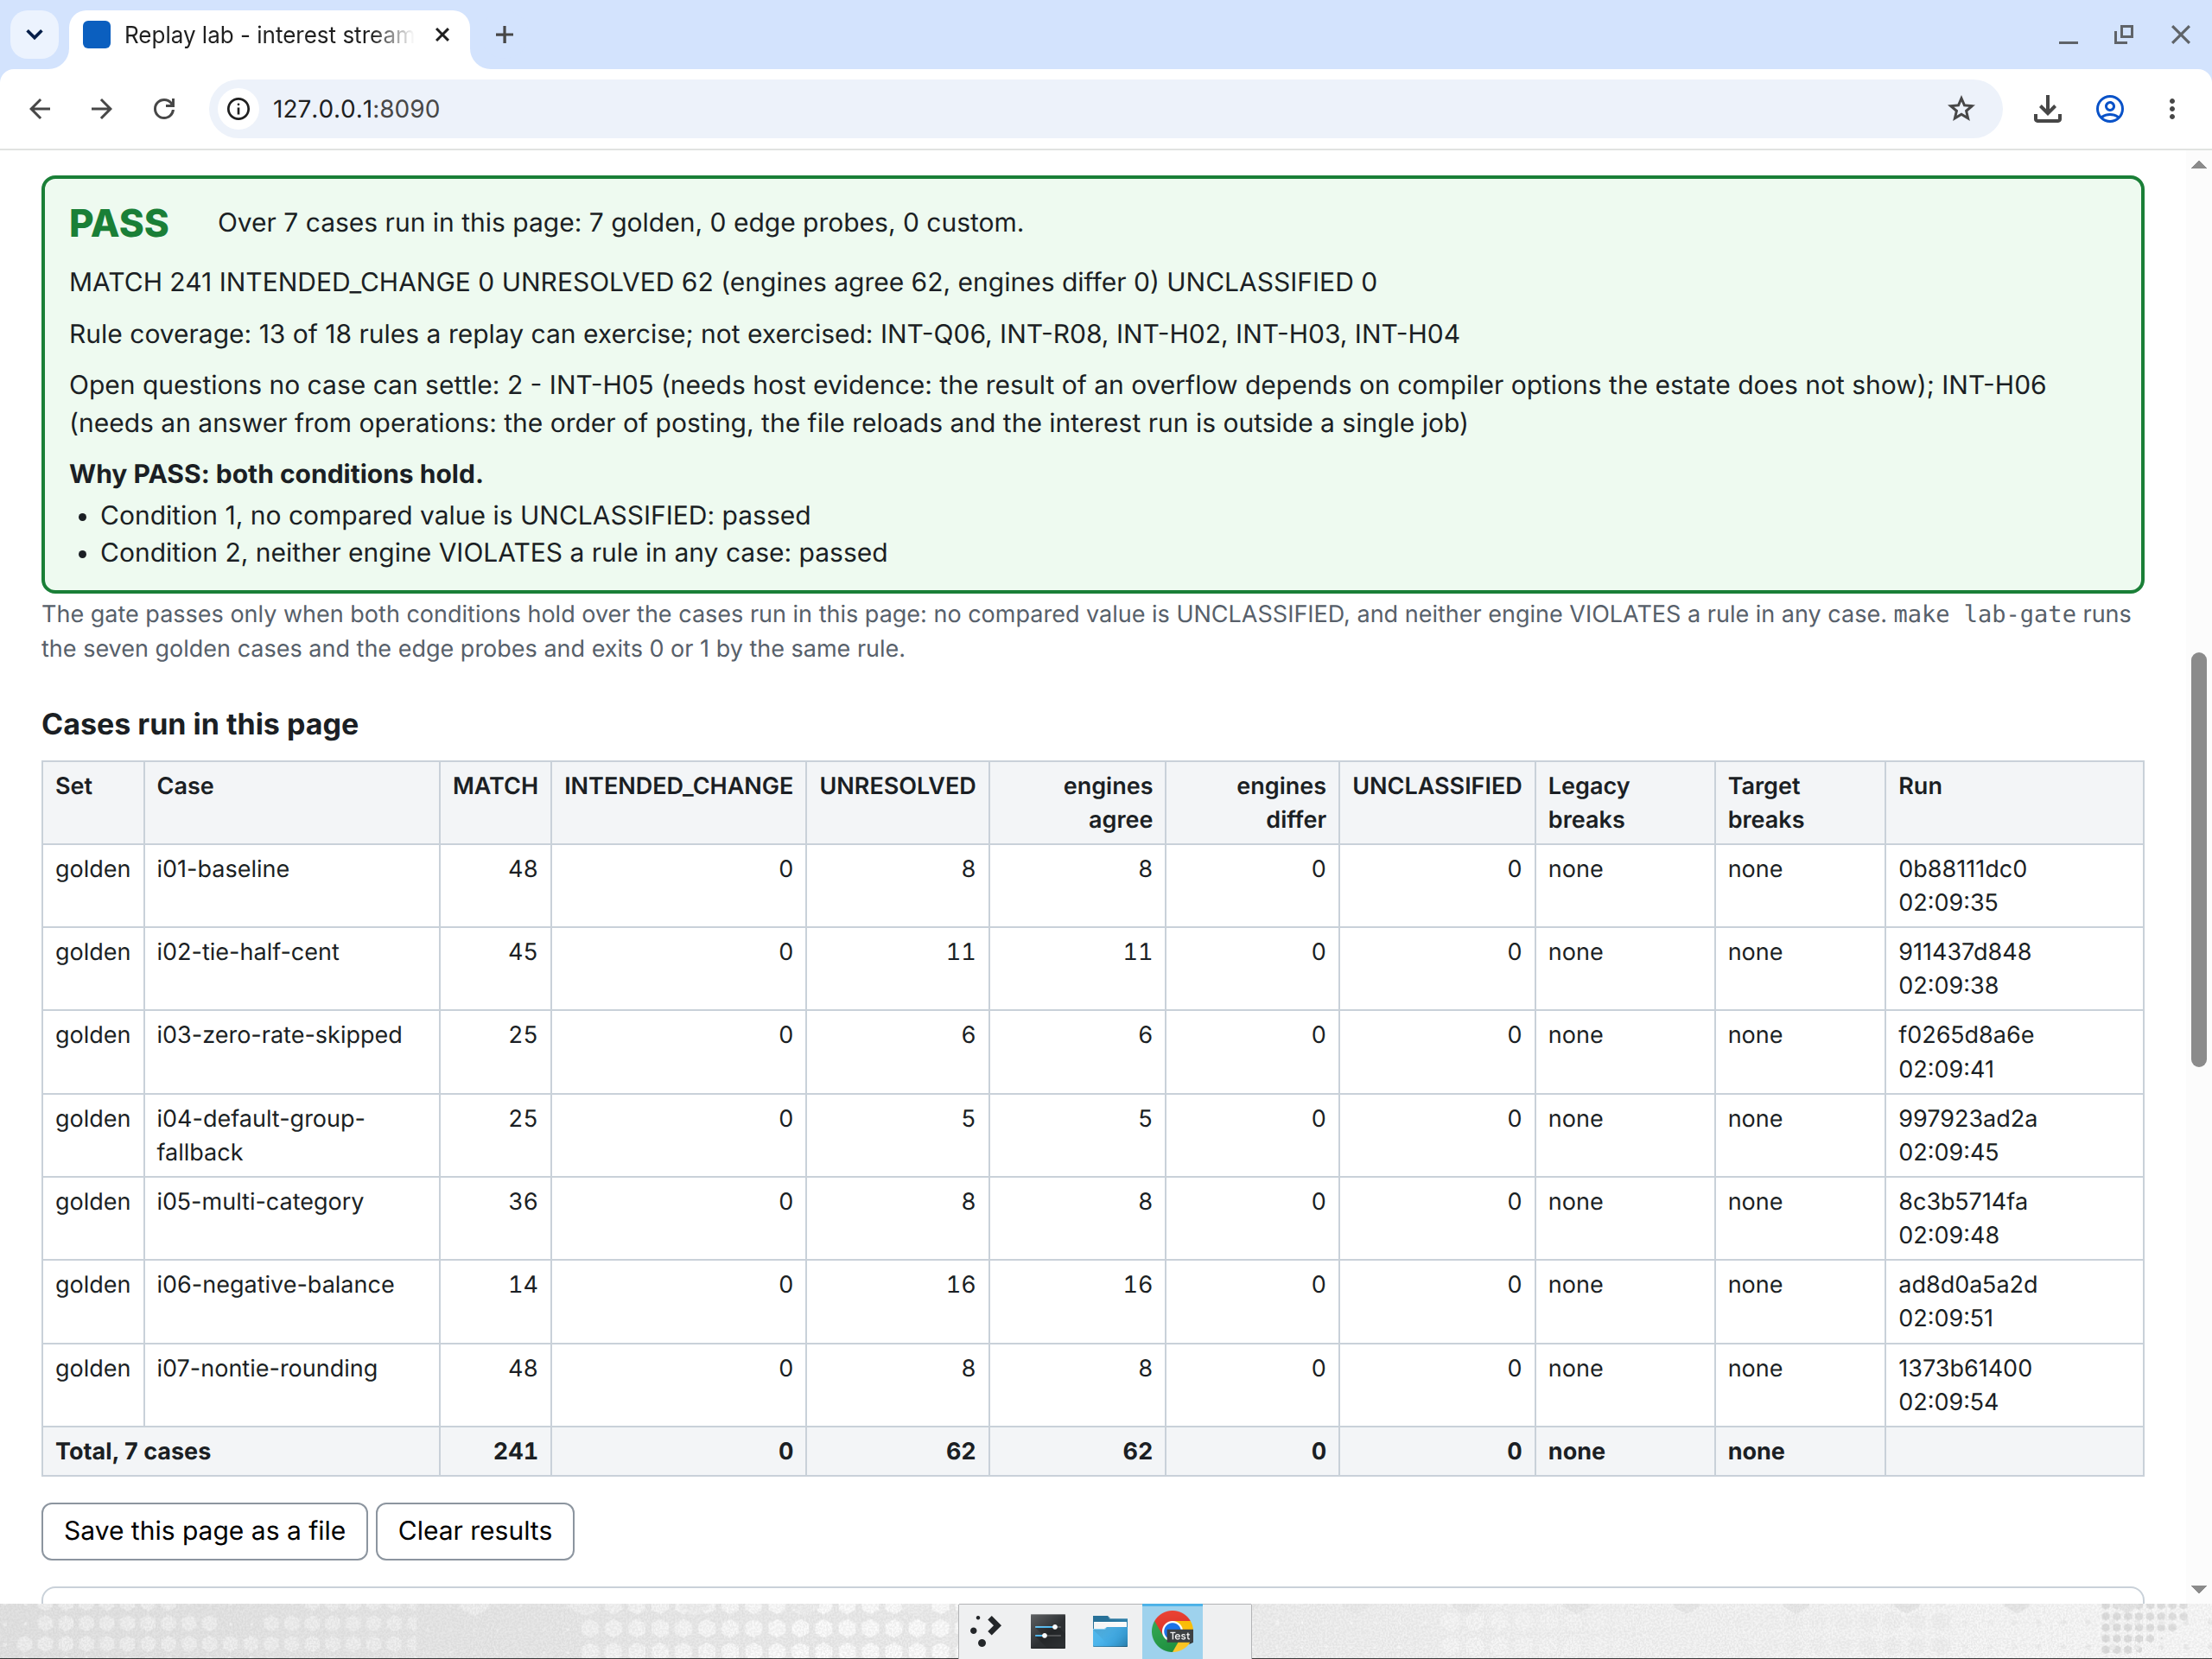 Replay lab - interest stream
127.0.0.1:8090
PASS Over 7 cases run in this page: 7 golden, 0 edge probes, 0 custom.
MATCH 241 INTENDED_CHANGE 0 UNRESOLVED 62 (engines agree 62, engines differ 0) UNCLASSIFIED 0
Rule coverage: 13 of 18 rules a replay can exercise; not exercised: INT-Q06, INT-R08, INT-H02, INT-H03, INT-H04
Open questions no case can settle: 2 - INT-H05 (needs host evidence: the result of an overflow depends on compiler options the estate does not show); INT-H06
(needs an answer from operations: the order of posting, the file reloads and the interest run is outside a single job)
Why PASS: both conditions hold.
• Condition 1, no compared value is UNCLASSIFIED: passed
• Condition 2, neither engine VIOLATES a rule in any case: passed
The gate passes only when both conditions hold over the cases run in this page: no compared value is UNCLASSIFIED, and neither engine VIOLATES a rule in any case. make lab-gate runs
the seven golden cases and the edge probes and exits 0 or 1 by the same rule.
Cases run in this page
Set Case MATCH INTENDED_CHANGE UNRESOLVED engines agree engines differ UNCLASSIFIED Legacy breaks Target breaks Run
golden i01-baseline 48 0 8 8 0 0 none none 0b88111dc0
02:09:35
golden i02-tie-half-cent 45 0 11 11 0 0 none none 911437d848
02:09:38
golden i03-zero-rate-skipped 25 0 6 6 0 0 none none f0265d8a6e
02:09:41
golden i04-default-group-fallback 25 0 5 5 0 0 none none 997923ad2a
02:09:45
golden i05-multi-category 36 0 8 8 0 0 none none 8c3b5714fa
02:09:48
golden i06-negative-balance 14 0 16 16 0 0 none none ad8d0a5a2d
02:09:51
golden i07-nontie-rounding 48 0 8 8 0 0 none none 1373b61400
02:09:54
Total, 7 cases 241 0 62 62 0 0 none none
Save this page as a file Clear results
Test